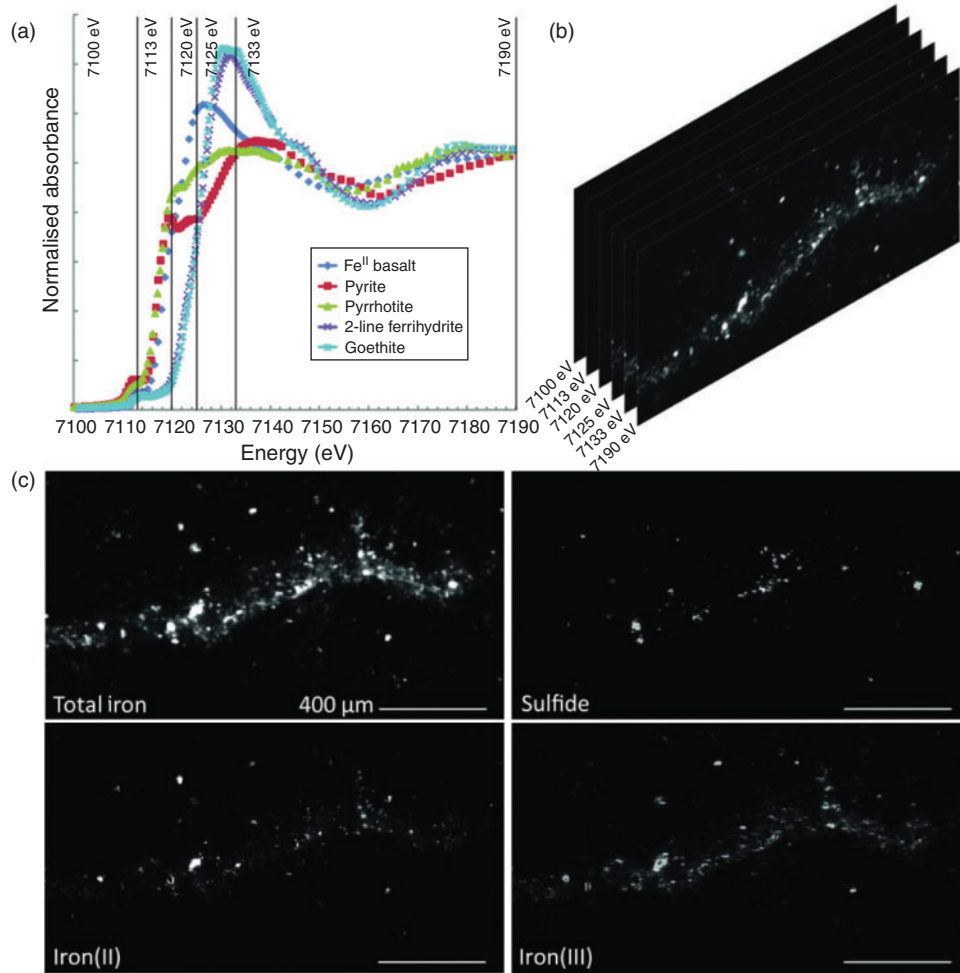 (a)
7100 eV
7113 eV
7120 eV
7125 eV
7133 eV
7190 eV
Normalised absorbance
Fe^II basalt
Pyrite
Pyrrhotite
2-line ferrihydrite
Goethite
7100 7110 7120 7130 7140 7150 7160 7170 7180 7190
Energy (eV)
(b)
7100 eV
7113 eV
7120 eV
7125 eV
7133 eV
7190 eV
(c)
Total iron
400 μm
Sulfide
Iron(II)
Iron(III)